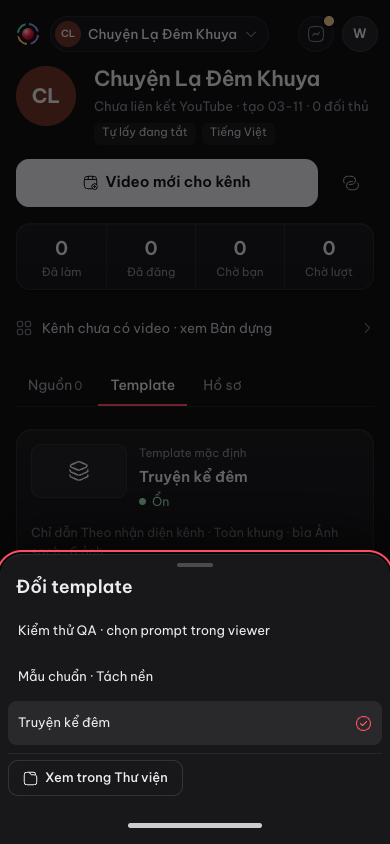 CL Chuyện Lạ Đêm Khuya W
CL
Chuyện Lạ Đêm Khuya
Chưa liên kết YouTube · tạo 03-11 · 0 đối thủ
Tự lấy đang tắt Tiếng Việt
Video mới cho kênh
0 0 0 0
Đã làm Đã đăng Chờ bạn Chờ lượt
Kênh chưa có video · xem Bàn dựng
Nguồn 0 Template Hồ sơ
Template mặc định
Truyện kể đêm
Ổn
Chỉ dẫn Theo nhận diện kênh · Toàn khung · bìa Ảnh
Đổi template
Kiểm thử QA · chọn prompt trong viewer
Mẫu chuẩn · Tách nền
Truyện kể đêm
Xem trong Thư viện